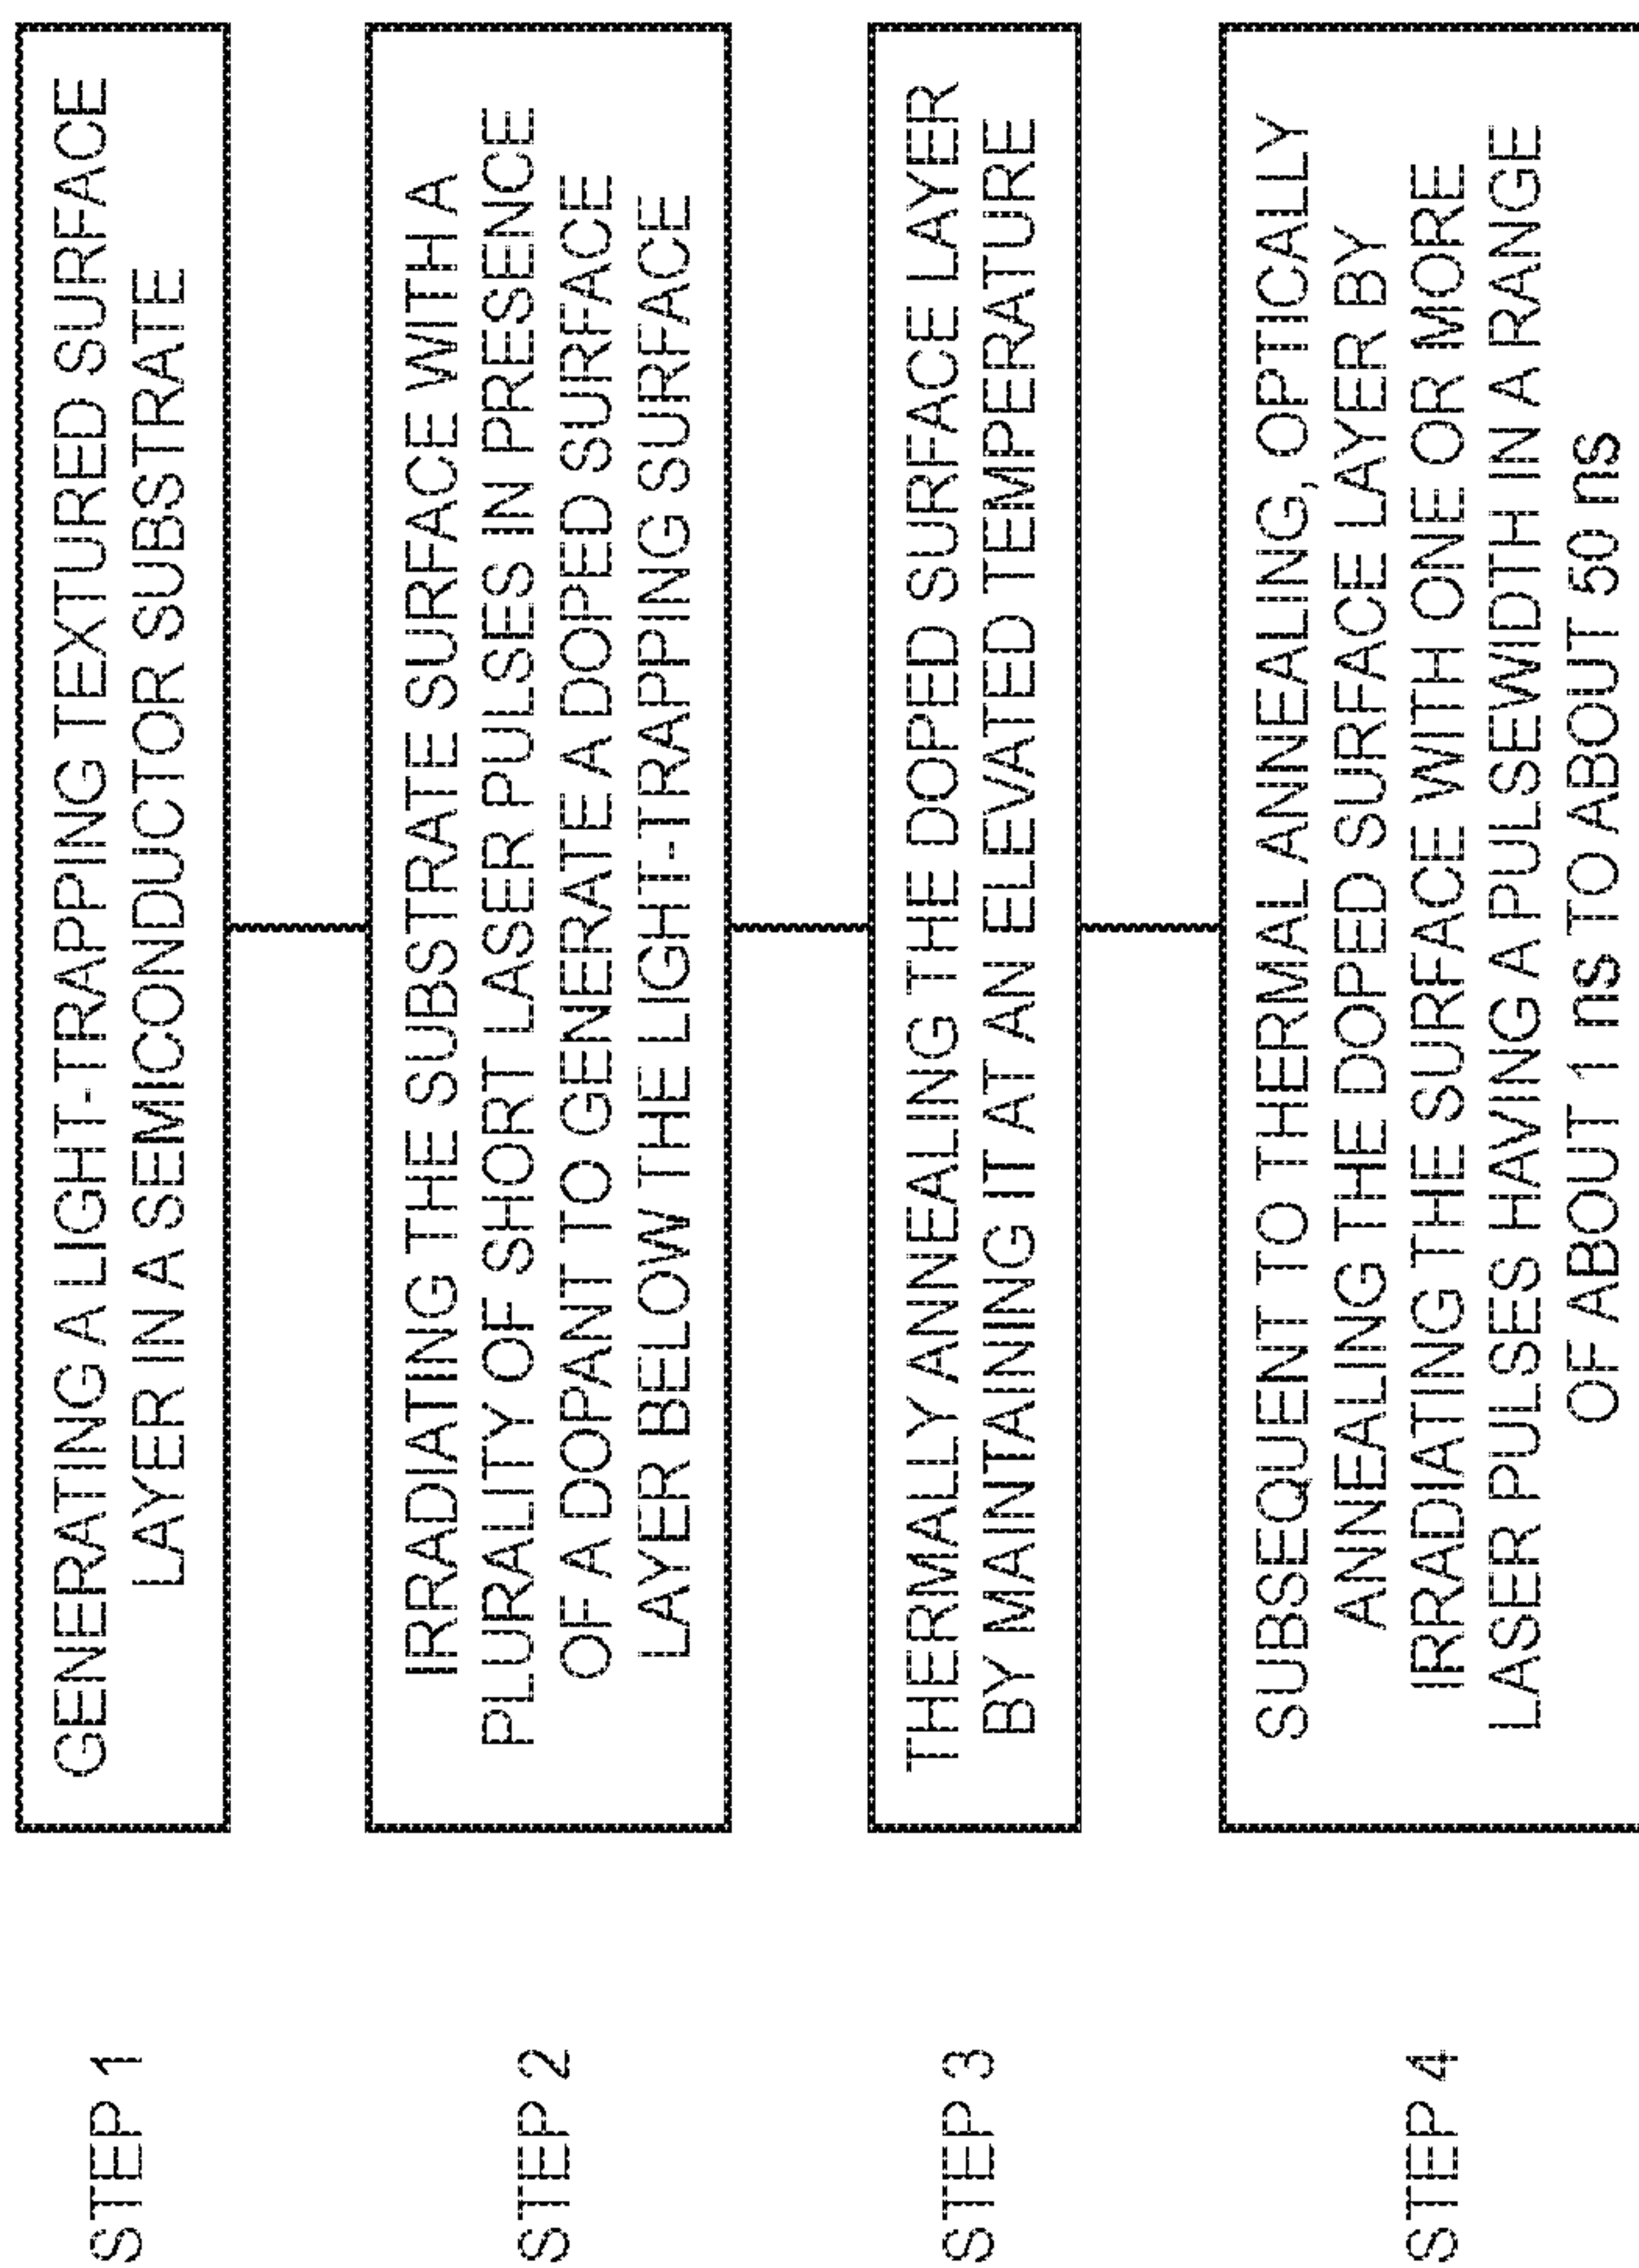 STEP 1
GENERATING A LIGHT-TRAPPING TEXTURED SURFACE
LAYER IN A SEMICONDUCTOR SUBSTRATE
STEP 2
IRRADIATING THE SUBSTRATE SURFACE WITH A
PLURALITY OF SHORT LASER PULSES IN PRESENCE
OF A DOPANT TO GENERATE A DOPED SURFACE
LAYER BELOW THE LIGHT-TRAPPING SURFACE
STEP 3
THERMALLY ANNEALING THE DOPED SURFACE LAYER
BY MAINTAINING IT AT AN ELEVATED TEMPERATURE
STEP 4
SUBSEQUENT TO THERMAL ANNEALING, OPTICALLY
ANNEALING THE DOPED SURFACE LAYER BY
IRRADIATING THE SURFACE WITH ONE OR MORE
LASER PULSES HAVING A PULSEWIDTH IN A RANGE
OF ABOUT 1 ns TO ABOUT 50 ns